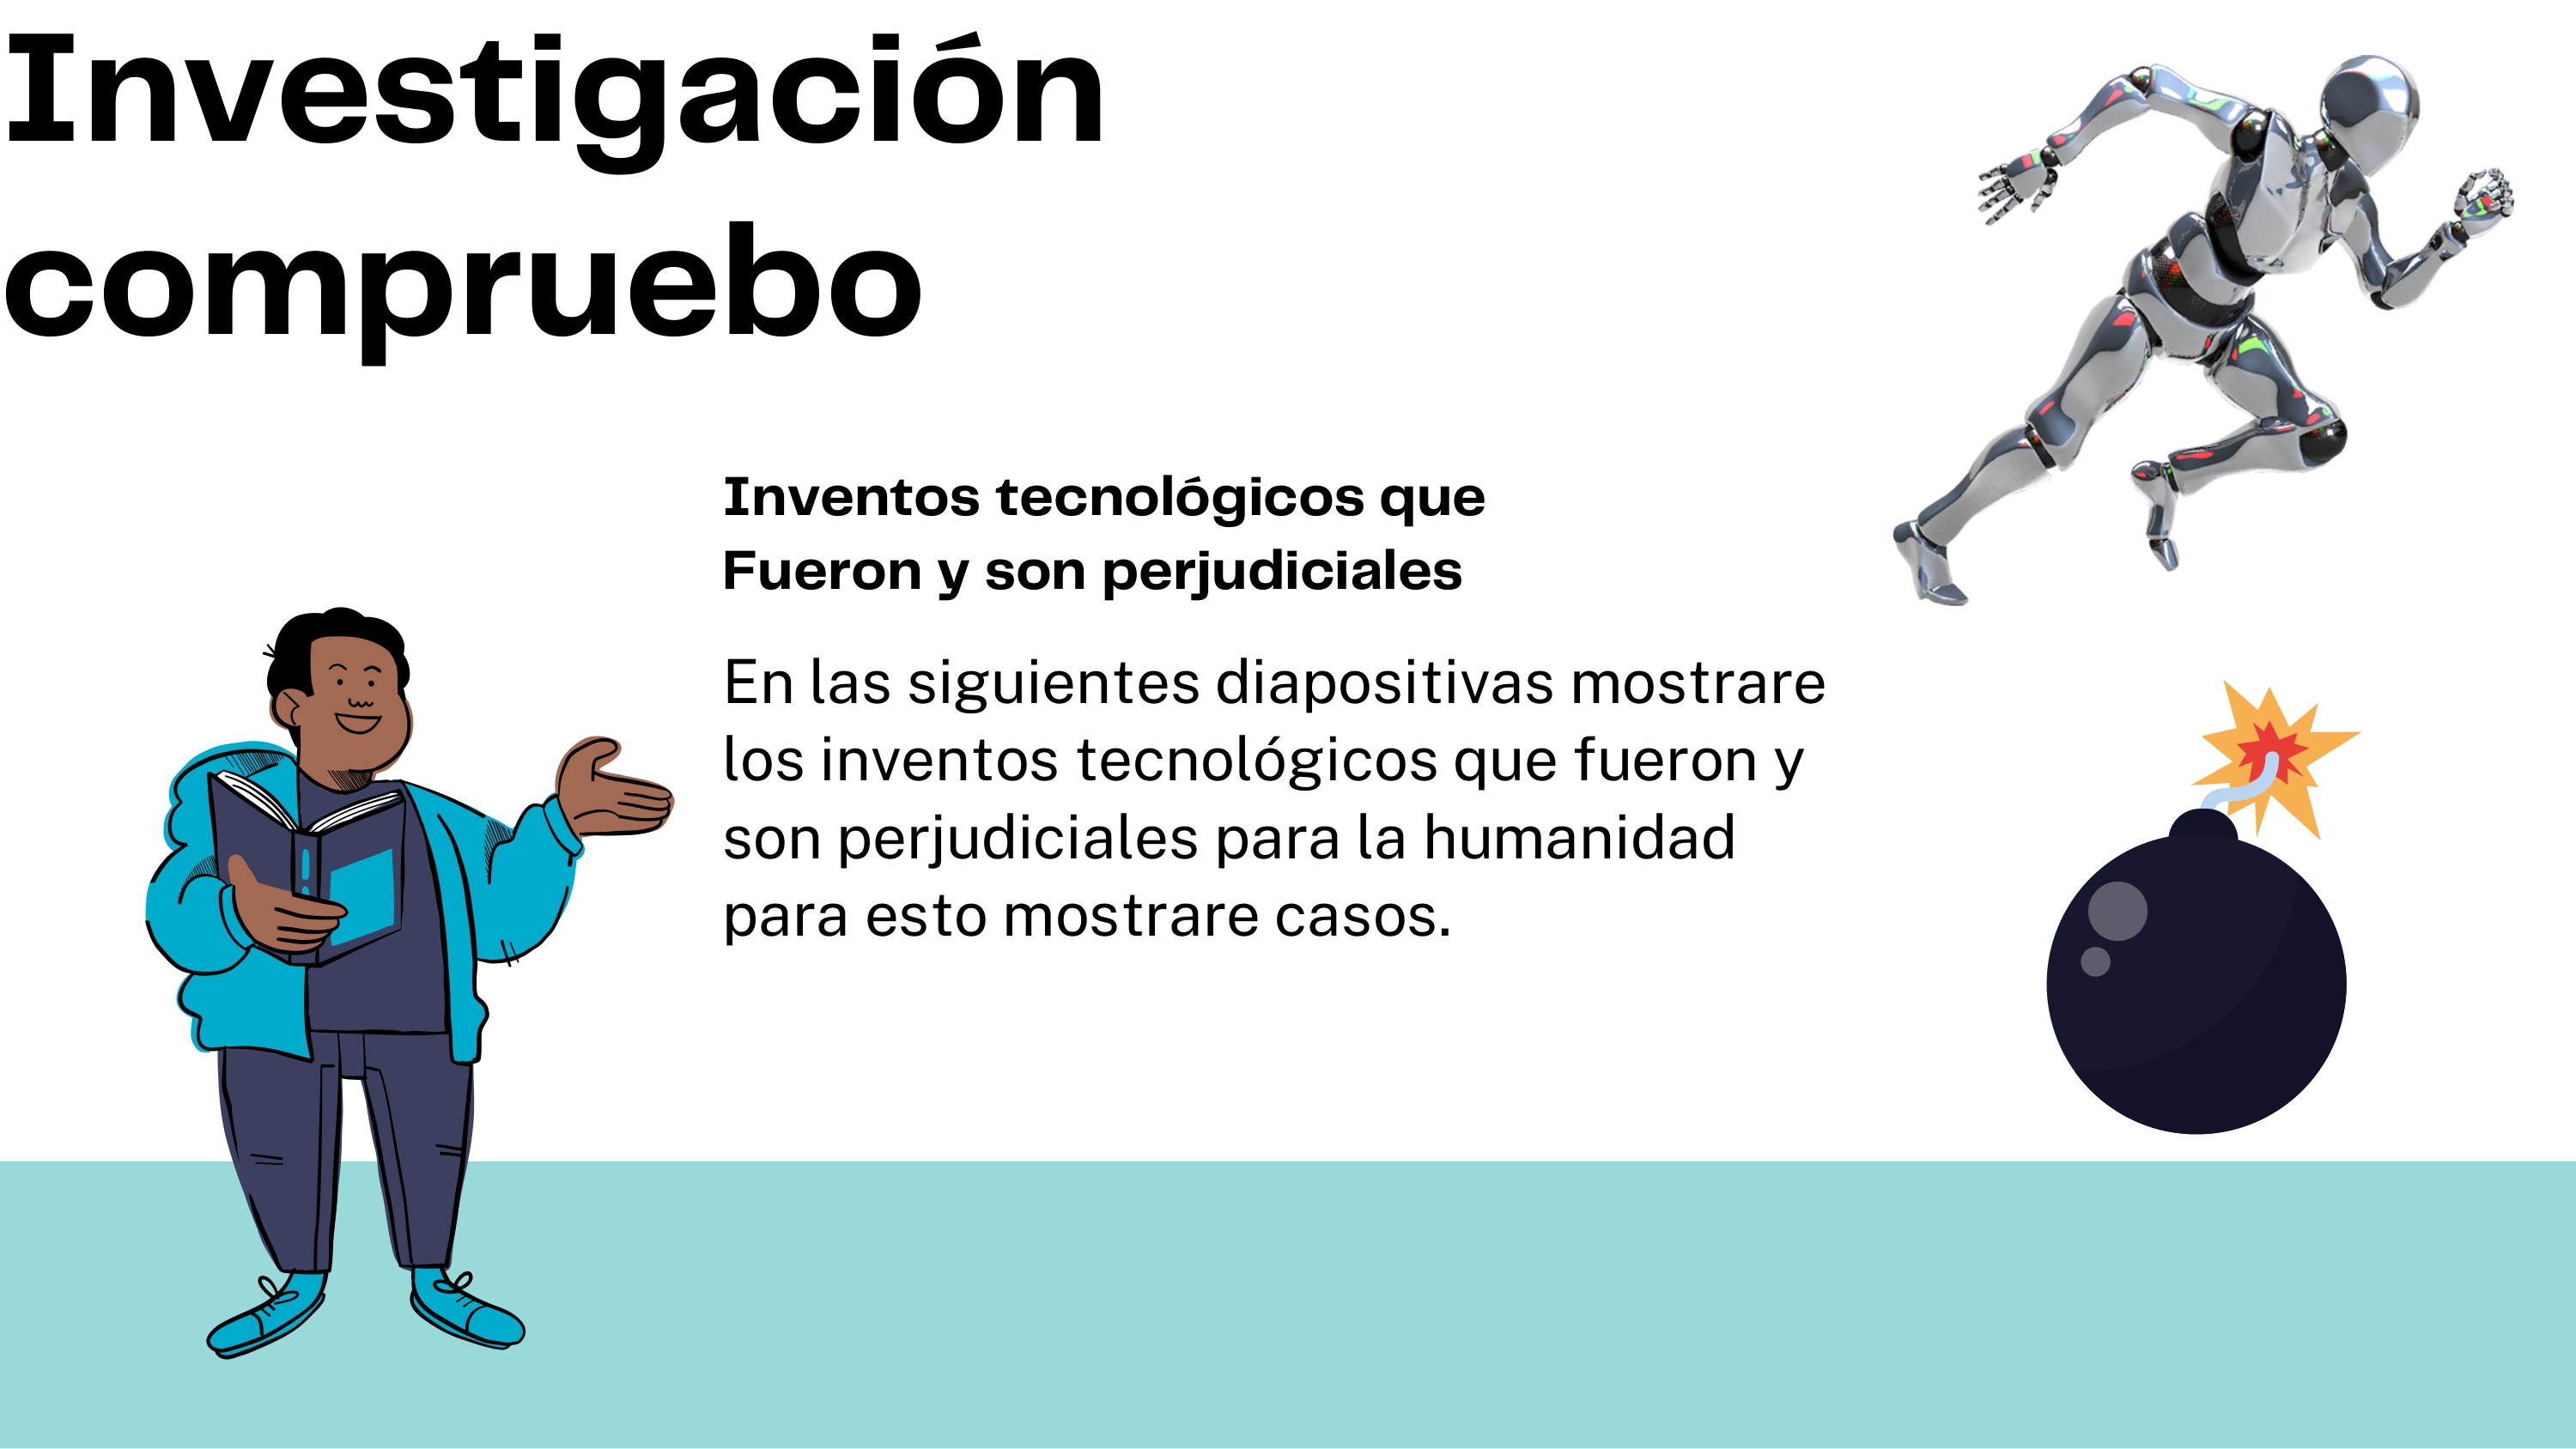 Investigación
compruebo
Inventos tecnológicos que
Fueron y son perjudiciales
En las siguientes diapositivas mostrare
los inventos tecnológicos que fueron y
son perjudiciales para la humanidad
para esto mostrare casos.